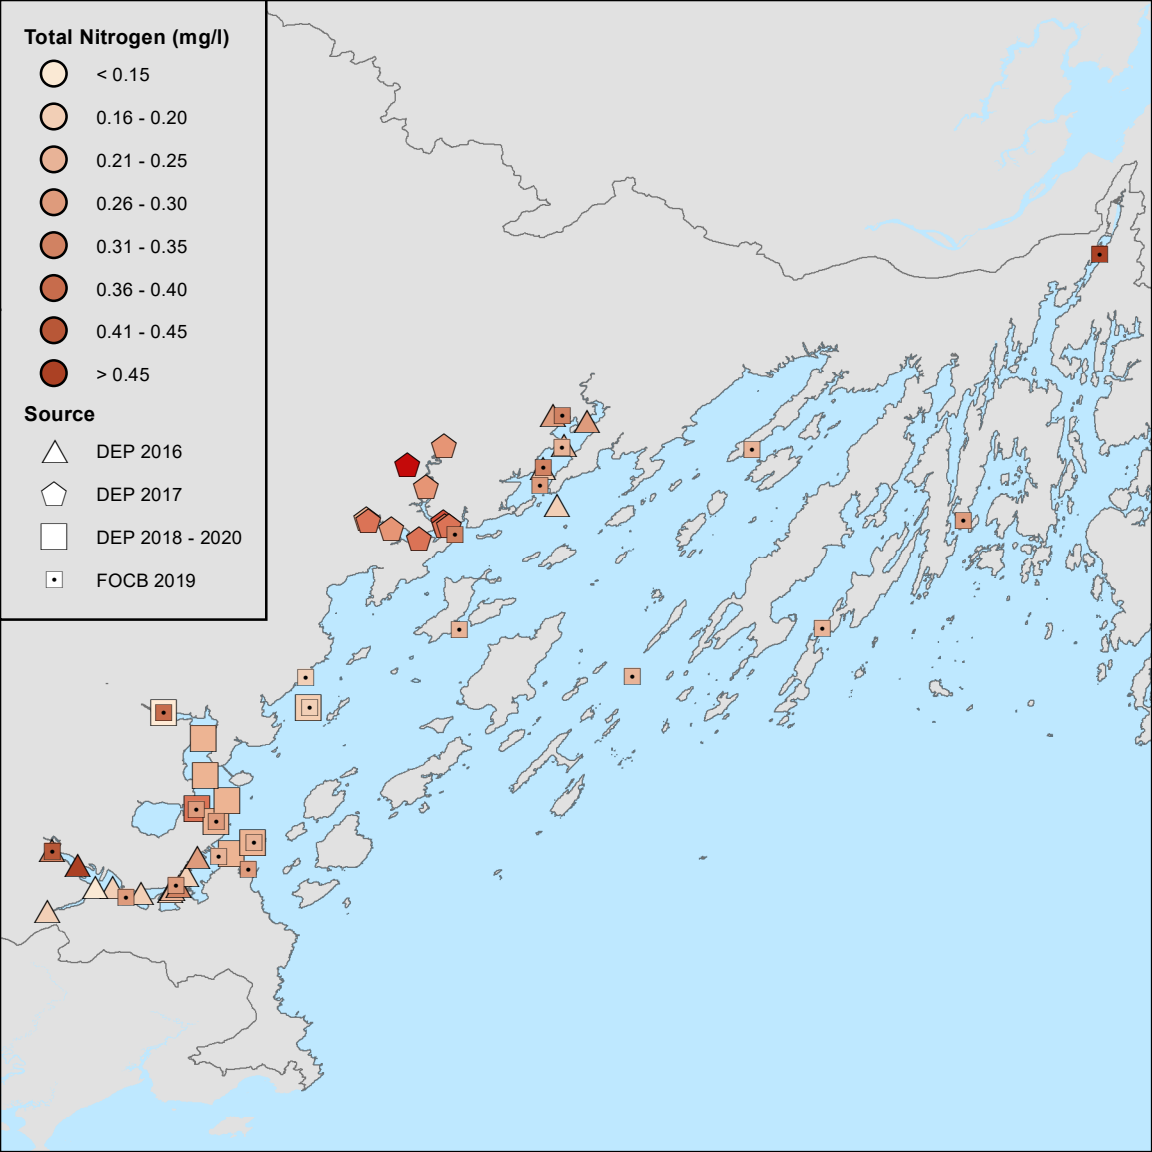 Total Nitrogen (mg/l)
< 0.15
0.16 - 0.20
0.21 - 0.25
0.26 - 0.30
0.31 - 0.35
0.36 - 0.40
0.41 - 0.45
> 0.45
Source
DEP 2016
DEP 2017
DEP 2018 - 2020
FOCB 2019